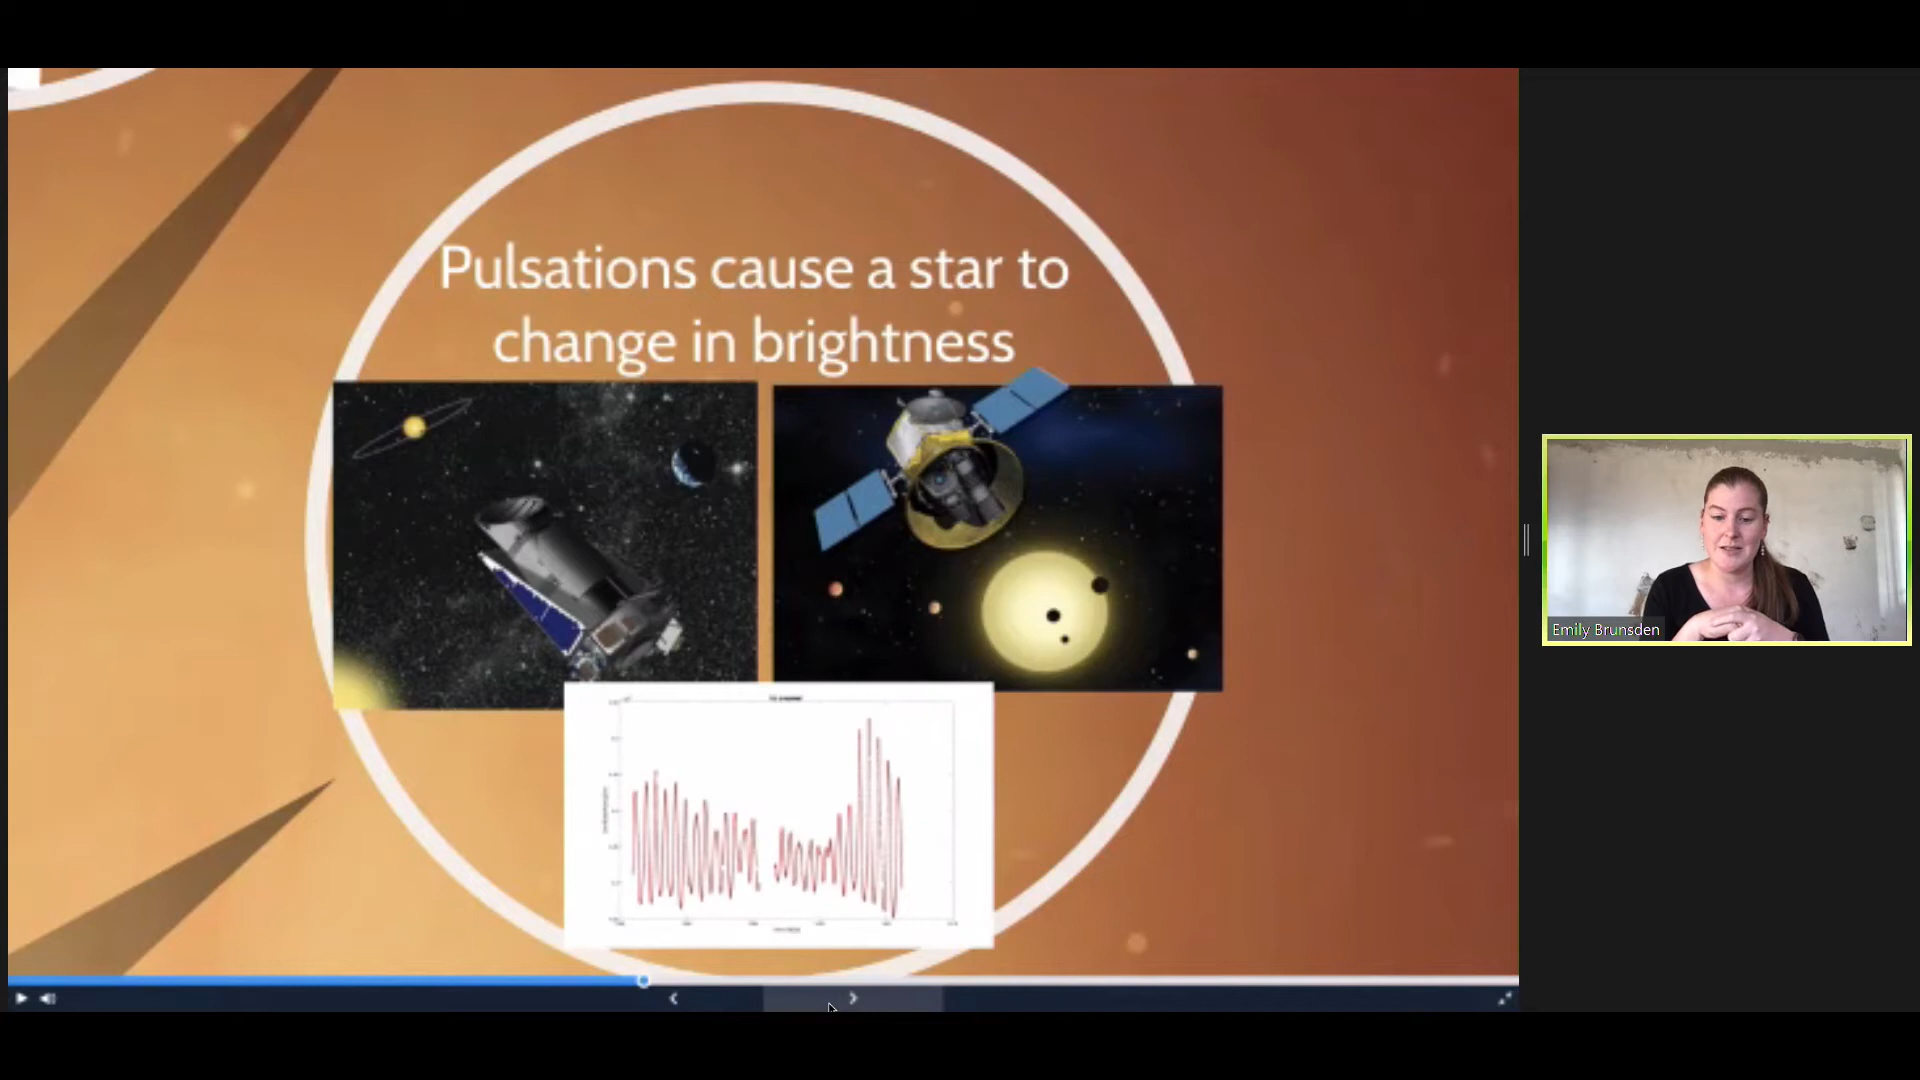 Pulsations cause a star to
change in brightness
Emily Brunsden